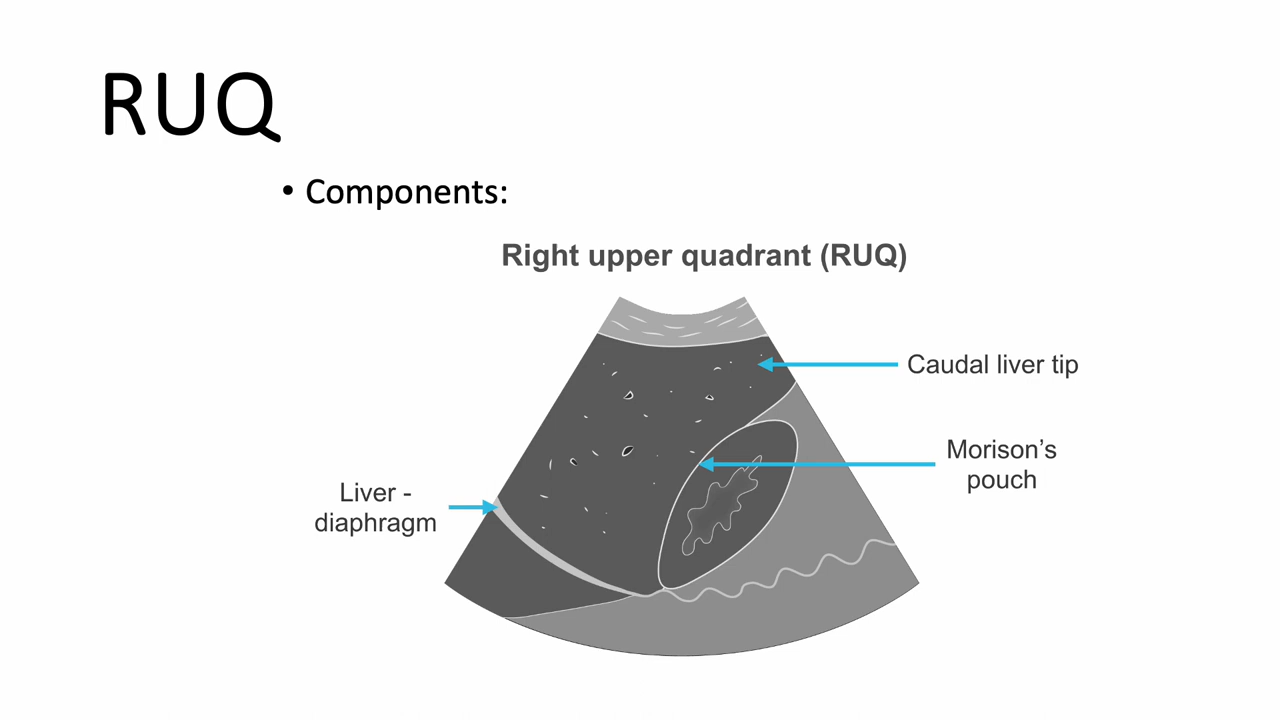 RUQ
• Components:
Right upper quadrant (RUQ)
Caudal liver tip
Morison’s
pouch
Liver -
diaphragm